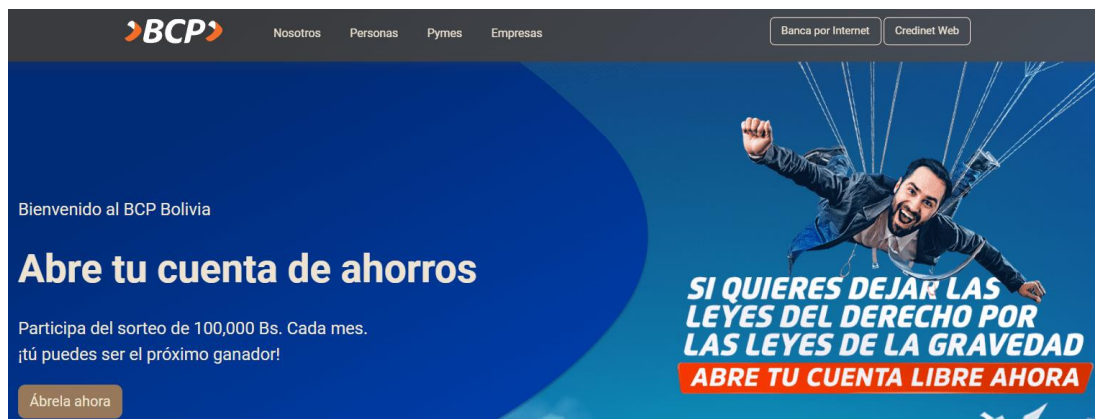 BCP
Nosotros
Personas
Pymes
Empresas
Banca por Internet
Credinet Web
Bienvenido al BCP Bolivia
Abre tu cuenta de ahorros
Participa del sorteo de 100,000 Bs. Cada mes.
¡tú puedes ser el próximo ganador!
Ábrela ahora
SI QUIERES DEJAR LAS
LEYES DEL DERECHO POR
LAS LEYES DE LA GRAVEDAD
ABRE TU CUENTA LIBRE AHORA